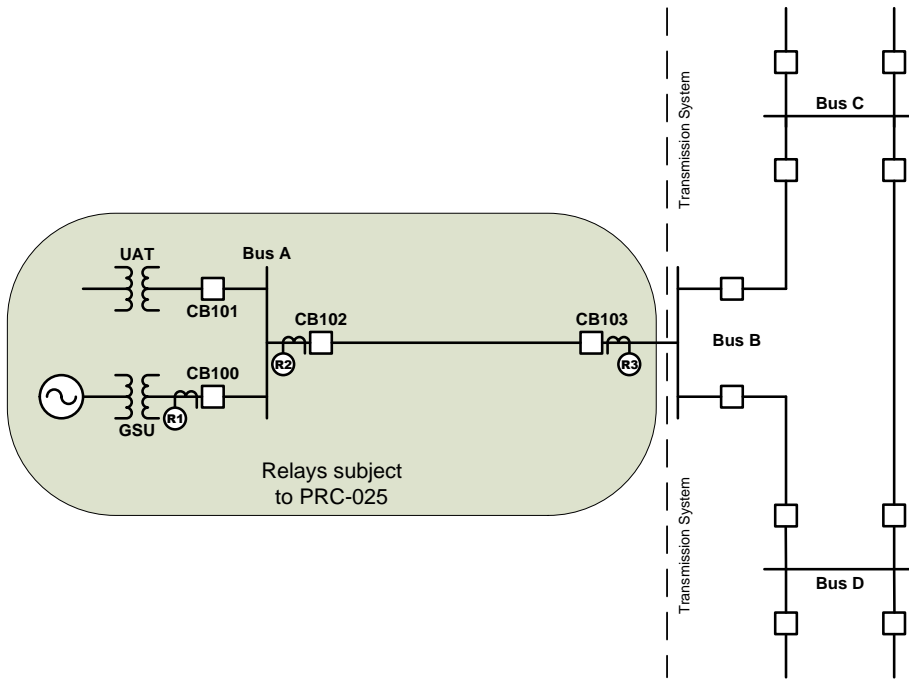 Transmission System
Bus C
UAT
Bus A
CB101
CB102
CB103
R2
R3
Bus B
CB100
R1
GSU
Relays subject
to PRC-025
Transmission System
Bus D